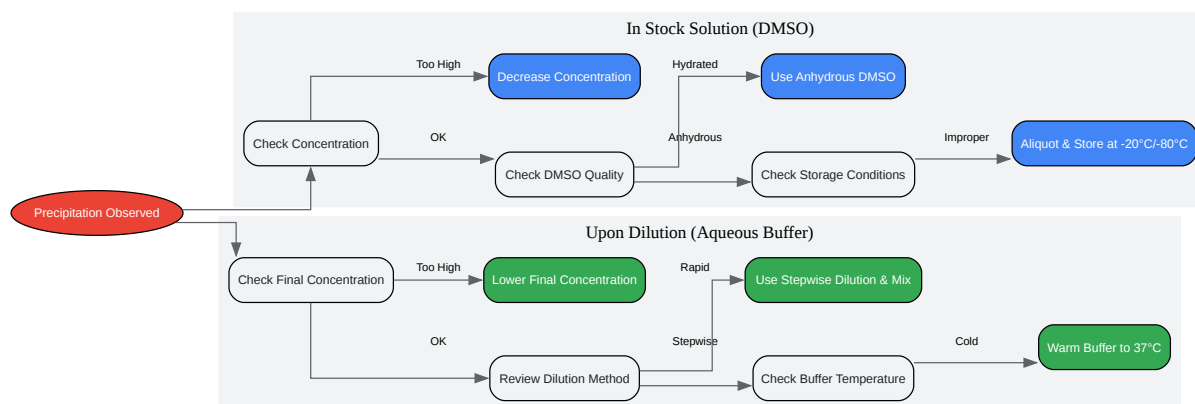 In Stock Solution (DMSO)
Too High
Decrease Concentration
Hydrated
Use Anhydrous DMSO
Check Concentration
OK
Check DMSO Quality
Anhydrous
Check Storage Conditions
Improper
Aliquot & Store at -20°C/-80°C
Precipitation Observed
Upon Dilution (Aqueous Buffer)
Check Final Concentration
Too High
Lower Final Concentration
Rapid
Use Stepwise Dilution & Mix
OK
Review Dilution Method
Stepwise
Check Buffer Temperature
Cold
Warm Buffer to 37°C